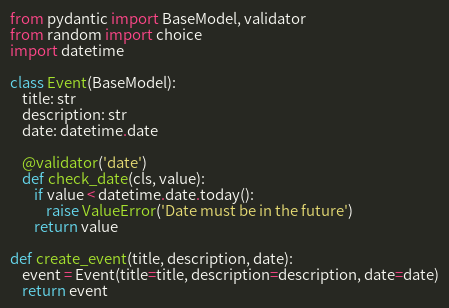 from pydantic import BaseModel, validator
from random import choice
import datetime

class Event(BaseModel):
    title: str
    description: str
    date: datetime.date

    @validator('date')
    def check_date(cls, value):
        if value < datetime.date.today():
            raise ValueError('Date must be in the future')
        return value

def create_event(title, description, date):
    event = Event(title=title, description=description, date=date)
    return event